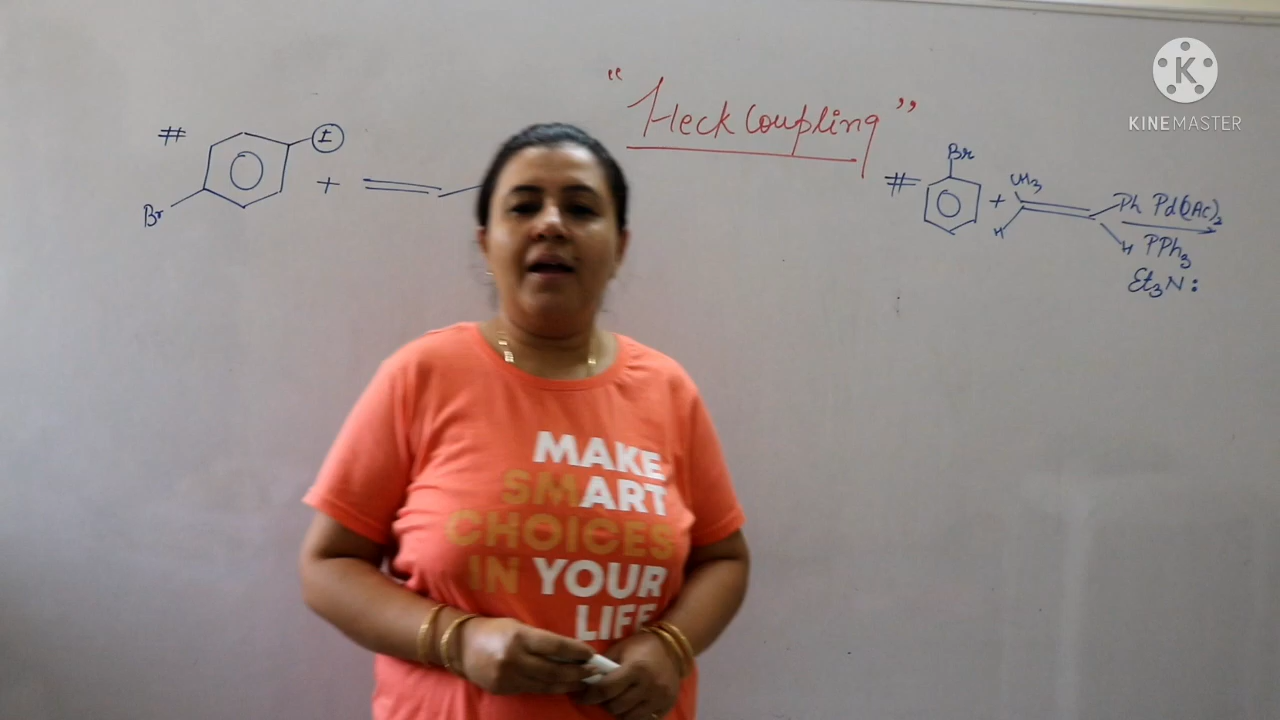 "Heck Coupling"
# I
Br +
# Br
+ CH3
H
Ph Pd(OAc)2
H PPh3
Et3N:
K
KINEMASTER
MAKE
SMART
CHOICES
IN YOUR
LIFE